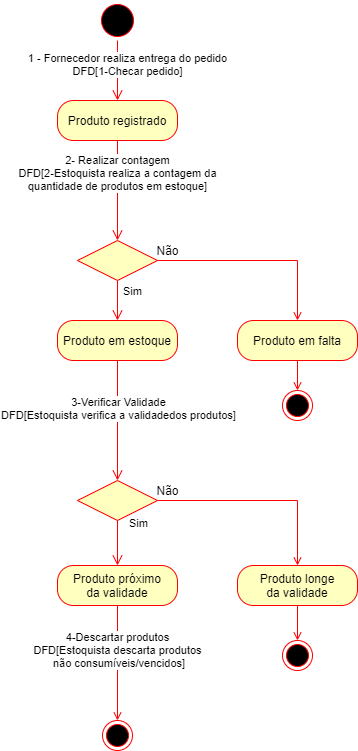 1 - Fornecedor realiza entrega do pedido
DFD[1-Checar pedido]
Produto registrado
2- Realizar contagem
DFD[2-Estoquista realiza a contagem da
quantidade de produtos em estoque]
Não
Sim
Produto em estoque
Produto em falta
3-Verificar Validade
DFD[Estoquista verifica a validadedos produtos]
Não
Sim
Produto próximo
da validade
Produto longe
da validade
4-Descartar produtos
DFD[Estoquista descarta produtos
não consumíveis/vencidos]